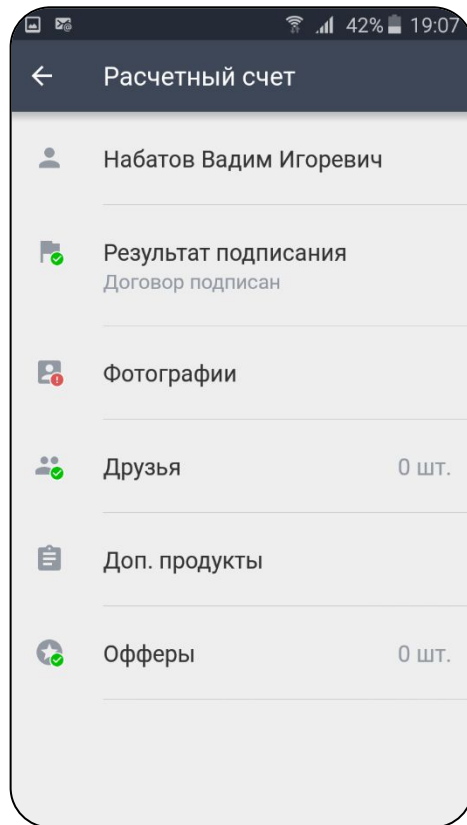 42% 19:07
Расчетный счет
Набатов Вадим Игоревич
Результат подписания
Договор подписан
Фотографии
Друзья 0 шт.
Доп. продукты
Офферы 0 шт.